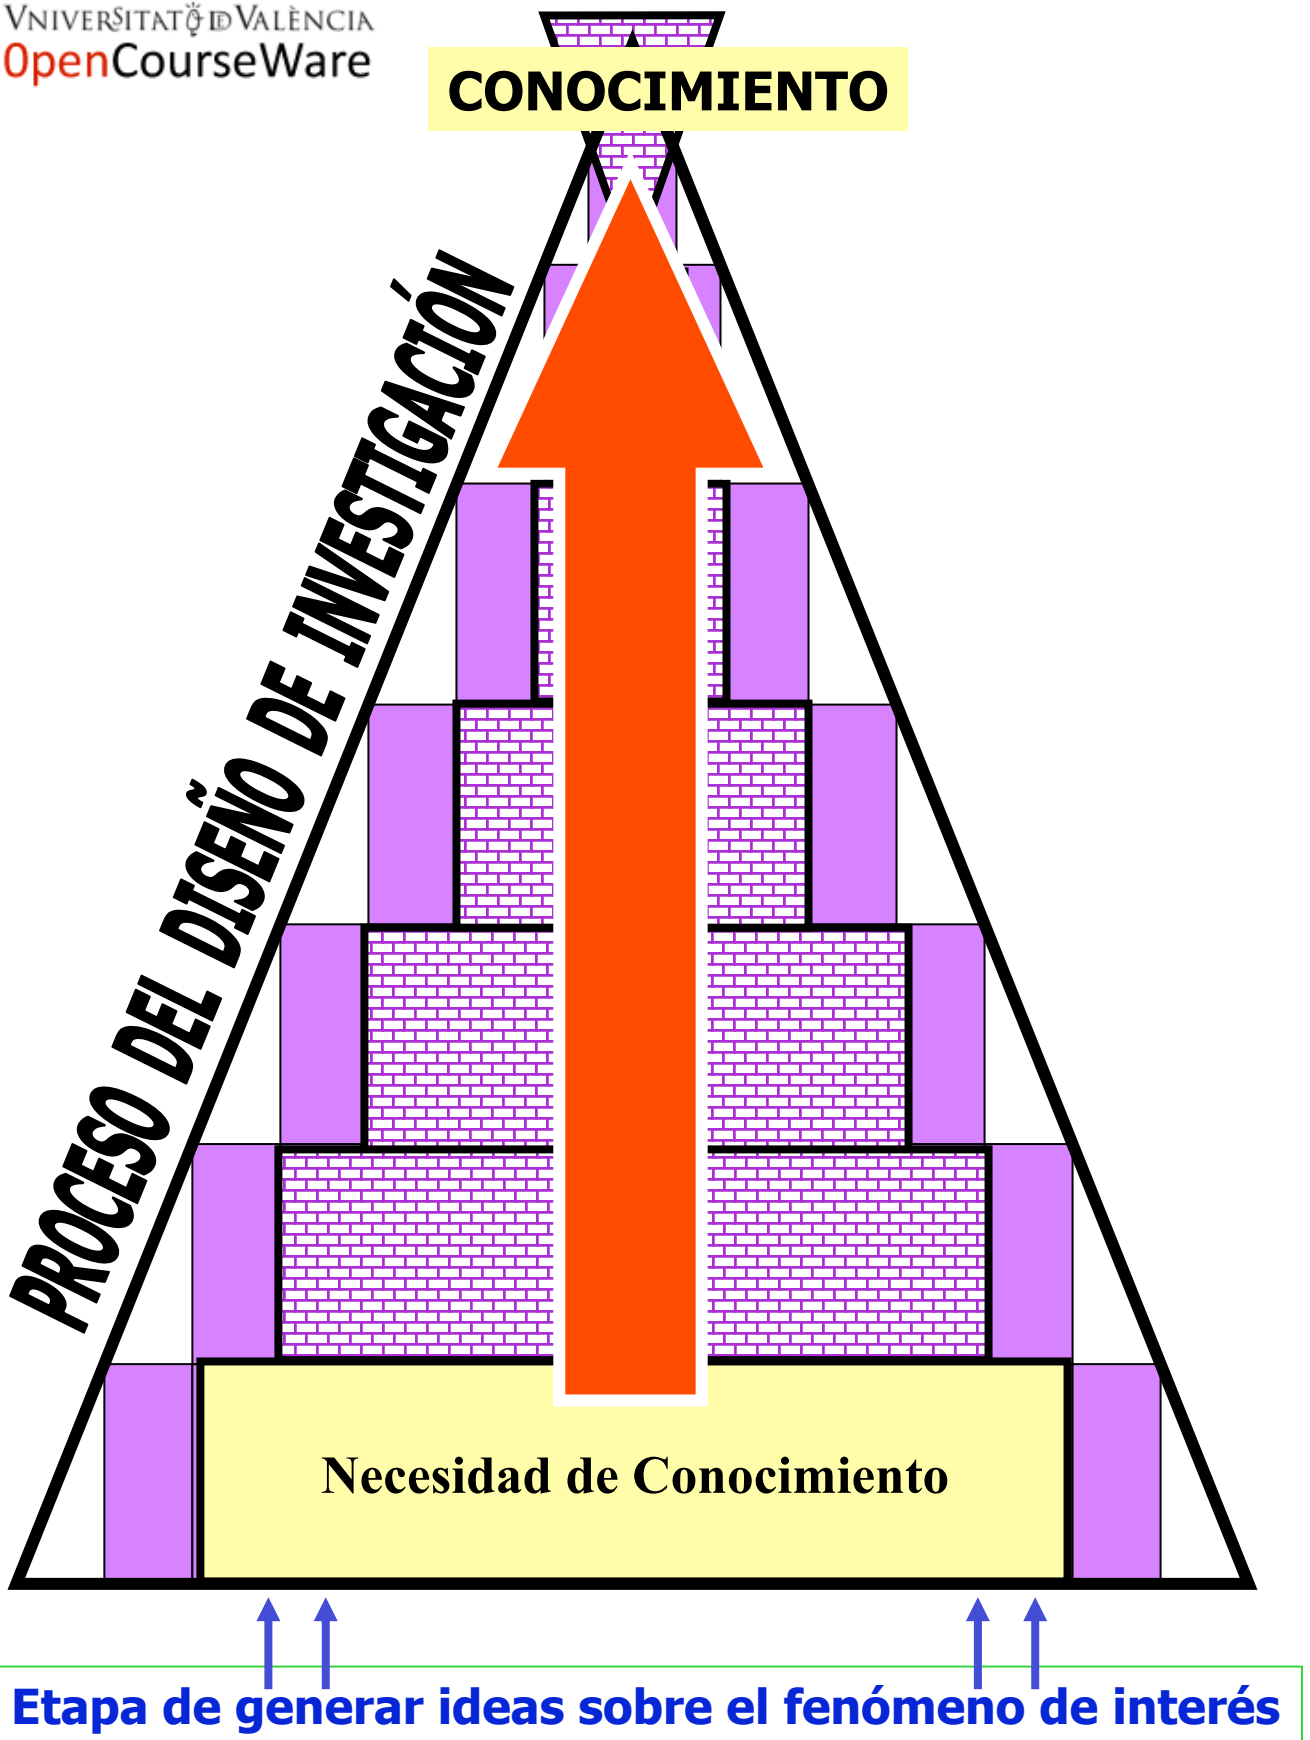 VNIVERSITATǾ DE VALÈNCIA
OpenCourseWare
CONOCIMIENTO
PROCESO DEL DISEÑO DE INVESTIGACIÓN
Necesidad de Conocimiento
Etapa de generar ideas sobre el fenómeno de interés